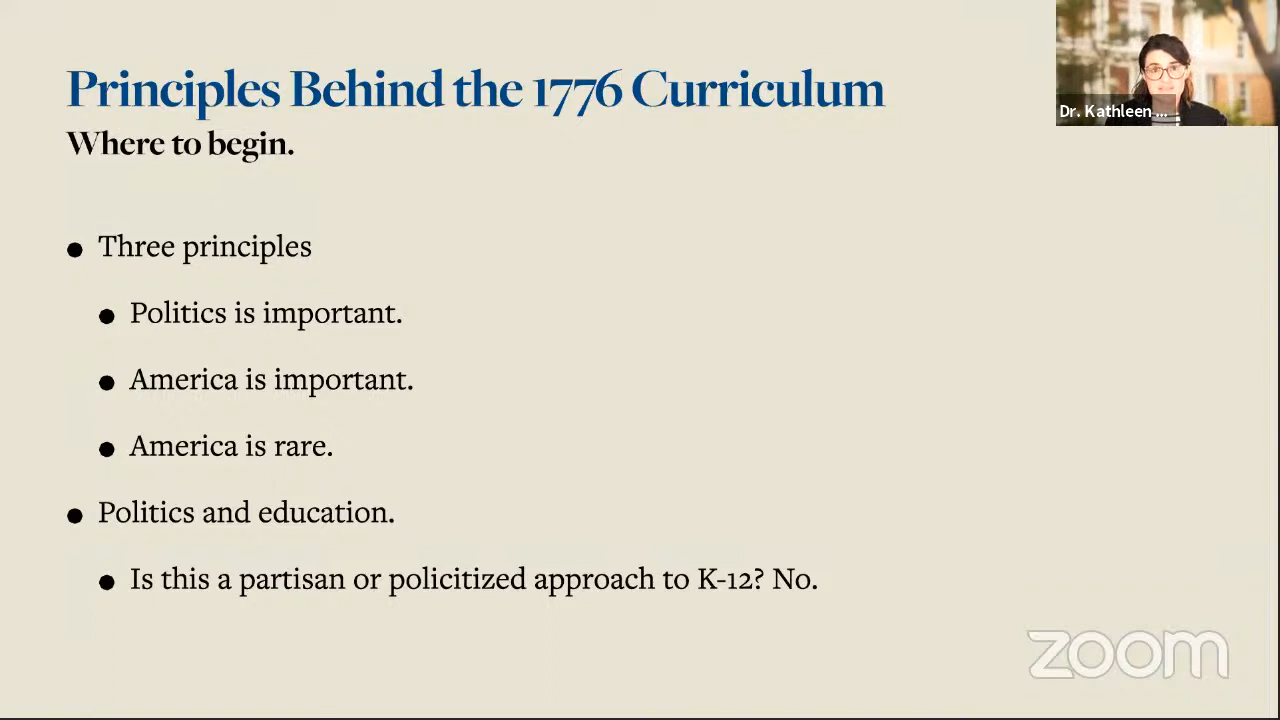 Principles Behind the 1776 Curriculum
Where to begin.
Dr. Kathleen ...
● Three principles
● Politics is important.
● America is important.
● America is rare.
● Politics and education.
● Is this a partisan or policitized approach to K-12? No.
zoom